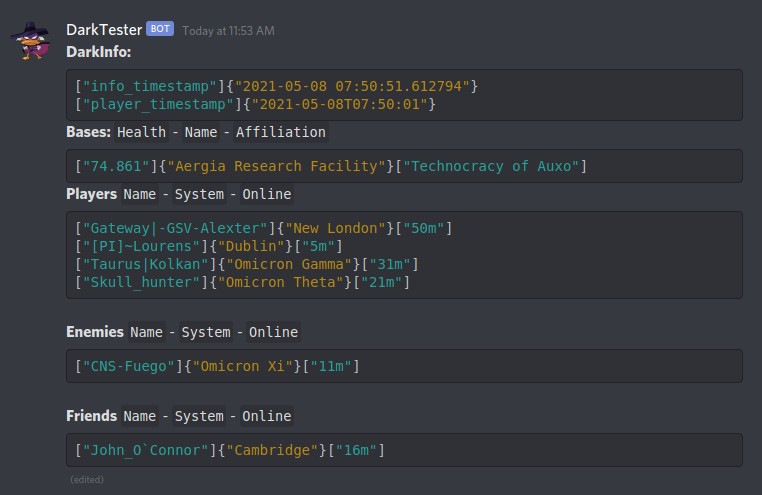 DarkTester BOT Today at 11:53 AM
DarkInfo:
["info_timestamp"]{"2021-05-08 07:50:51.612794"}
["player_timestamp"]{"2021-05-08T07:50:01"}
Bases: Health - Name - Affiliation
["74.861"]{"Aergia Research Facility"}["Technocracy of Auxo"]
Players Name - System - Online
["Gateway|-GSV-Alexter"]{"New London"}["50m"]
["[PI]~Lourens"]{"Dublin"}["5m"]
["Taurus|Kolkan"]{"Omicron Gamma"}["31m"]
["Skull_hunter"]{"Omicron Theta"}["21m"]
Enemies Name - System - Online
["CNS-Fuego"]{"Omicron Xi"}["11m"]
Friends Name - System - Online
["John_O`Connor"]{"Cambridge"}["16m"]
(edited)